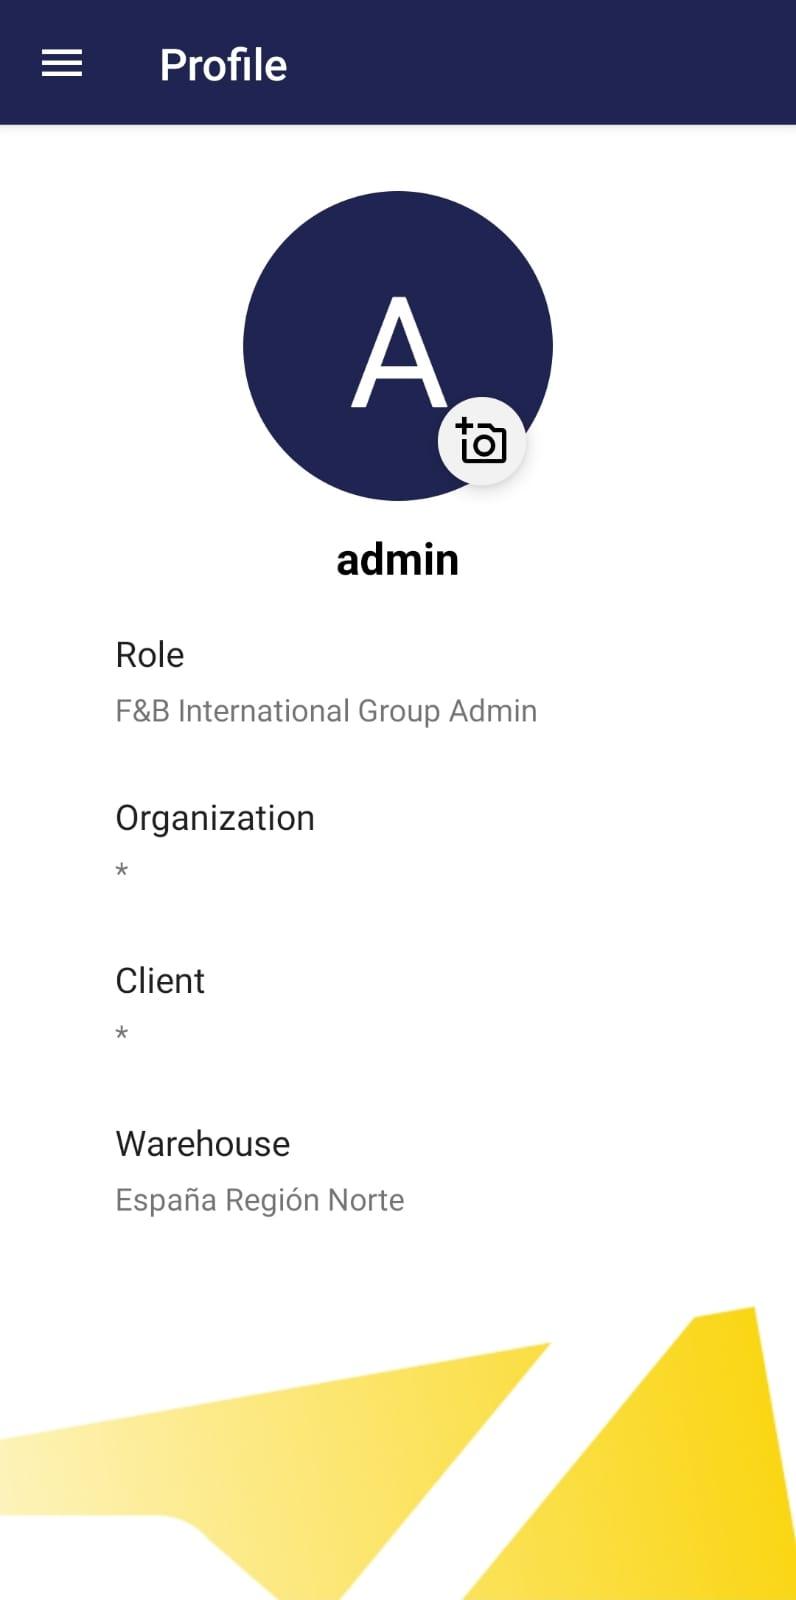 Profile
A
admin
Role
F&B International Group Admin
Organization
*
Client
*
Warehouse
España Región Norte